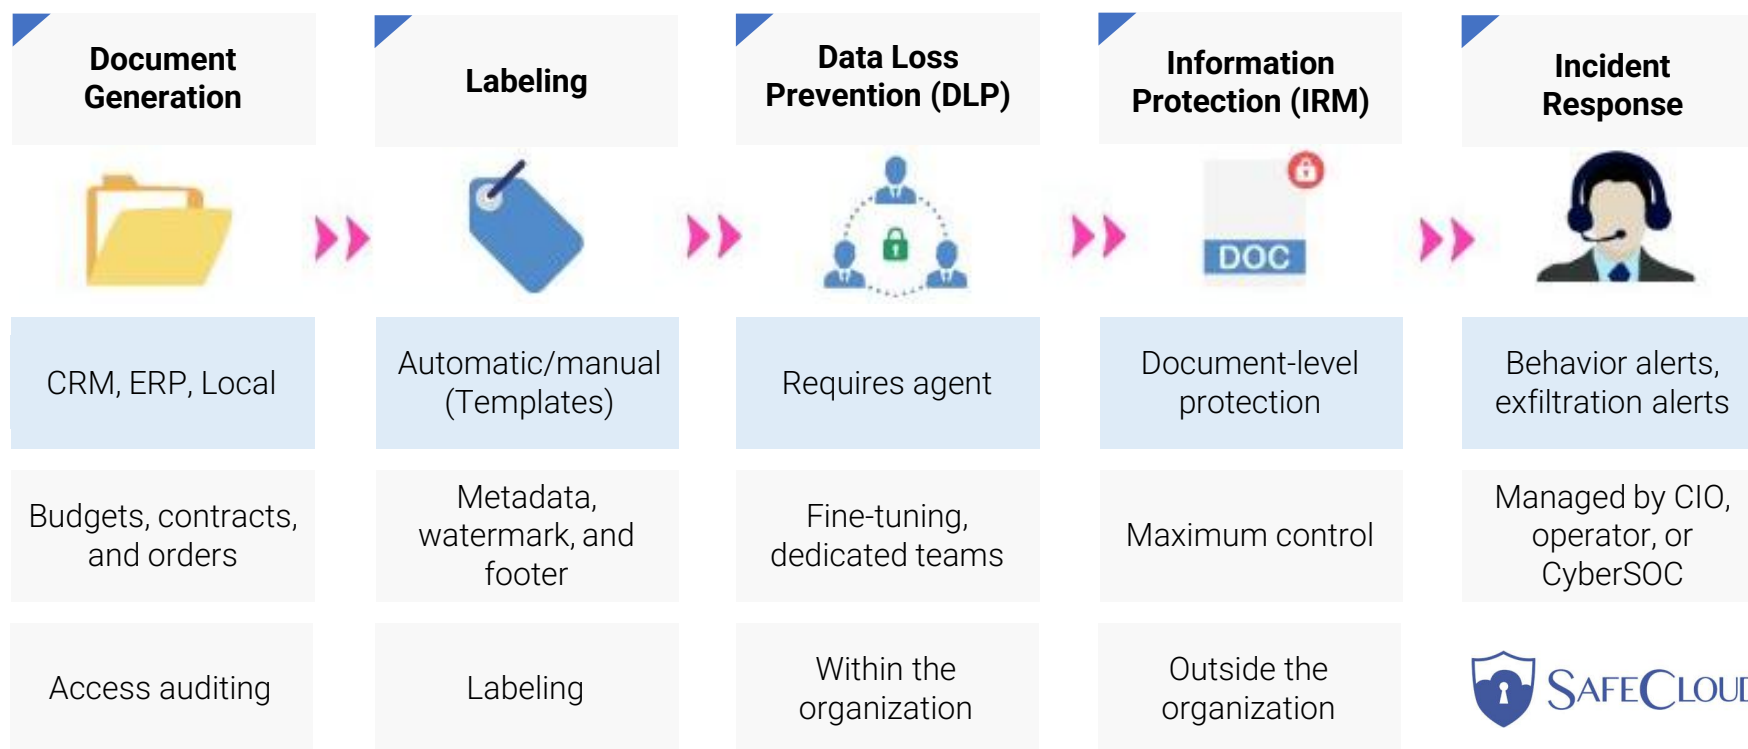 Document
Generation
Labeling
Data Loss
Prevention (DLP)
Information
Protection (IRM)
Incident
Response
DOC
CRM, ERP, Local
Automatic/manual
(Templates)
Requires agent
Document-level
protection
Behavior alerts,
exfiltration alerts
Budgets, contracts,
and orders
Metadata,
watermark, and
footer
Fine-tuning,
dedicated teams
Maximum control
Managed by CIO,
operator, or
CyberSOC
Access auditing
Labeling
Within the
organization
Outside the
organization
SAFECLOUD